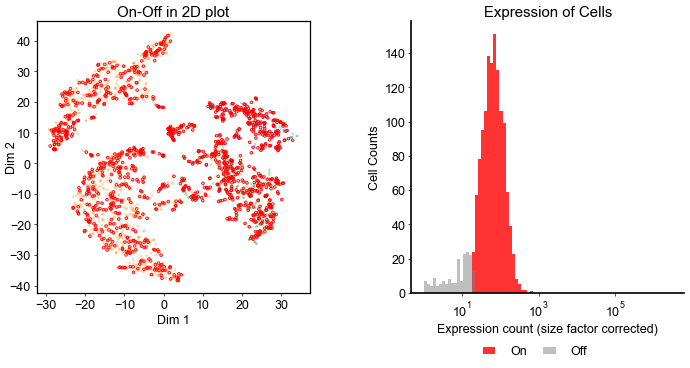 On-Off in 2D plot
Expression of Cells
40
30
20
10
0
−10
−20
−30
−40
Dim 2
−30 −20 −10 0 10 20 30
Dim 1
140
120
100
80
60
40
20
0
Cell Counts
10^1 10^3 10^5
Expression count (size factor corrected)
On Off